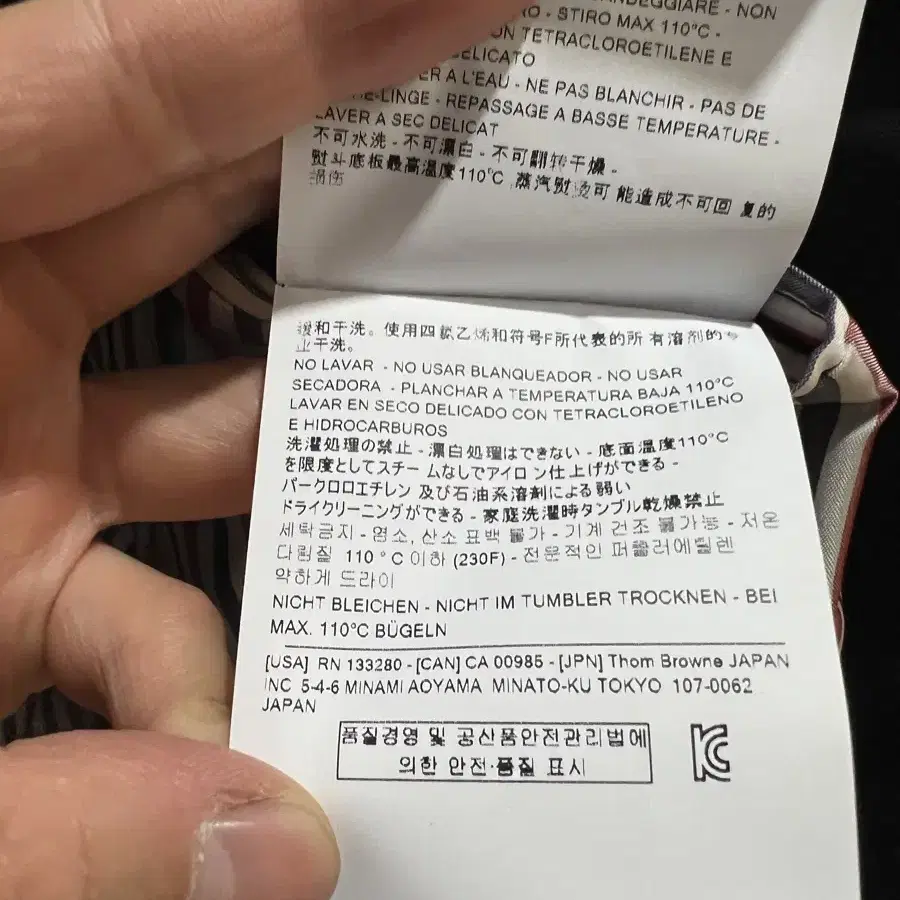 NDEGGIARE - NON
STIRO MAX 110°C -
TETRACLOROETILENE E
ELICATO
A L'EAU - NE PAS BLANCHIR - PAS DE
-LINGE - REPASSAGE A BASSE TEMPERATURE -
LAVER A SEC DELICAT
不可水洗 - 不可漂白 - 不可翻转干燥 -
熨斗底板最高温度110°C ,蒸汽熨烫可 能造成不可回 复的
损伤
缓和干洗。使用四氯乙烯和符号F所代表的所 有溶剂的专
业干洗。
NO LAVAR - NO USAR BLANQUEADOR - NO USAR
SECADORA - PLANCHAR A TEMPERATURA BAJA 110°C
LAVAR EN SECO DELICADO CON TETRACLOROETILENO
E HIDROCARBUROS
洗濯処理の禁止 - 漂白処理はできない - 底面温度110°C
を限度としてスチー ムなしでアイロ ン仕上げができる -
パークロロエチレン 及び石油系溶剤による弱い
ドライクリーニングができる - 家庭洗濯時タンブル乾燥禁止
세탁금지 - 염소, 산소 표백 불가 - 기계 건조 불가능 - 저온
다림질 110 ° C 이하 (230F) - 전문적인 퍼클러에틸렌
약하게 드라이
NICHT BLEICHEN - NICHT IM TUMBLER TROCKNEN - BEI
MAX. 110°C BÜGELN
[USA] RN 133280 - [CAN] CA 00985 - [JPN] Thom Browne JAPAN
INC 5-4-6 MINAMI AOYAMA MINATO-KU TOKYO 107-0062
JAPAN
품질경영 및 공산품안전관리법에
의한 안전·품질 표시